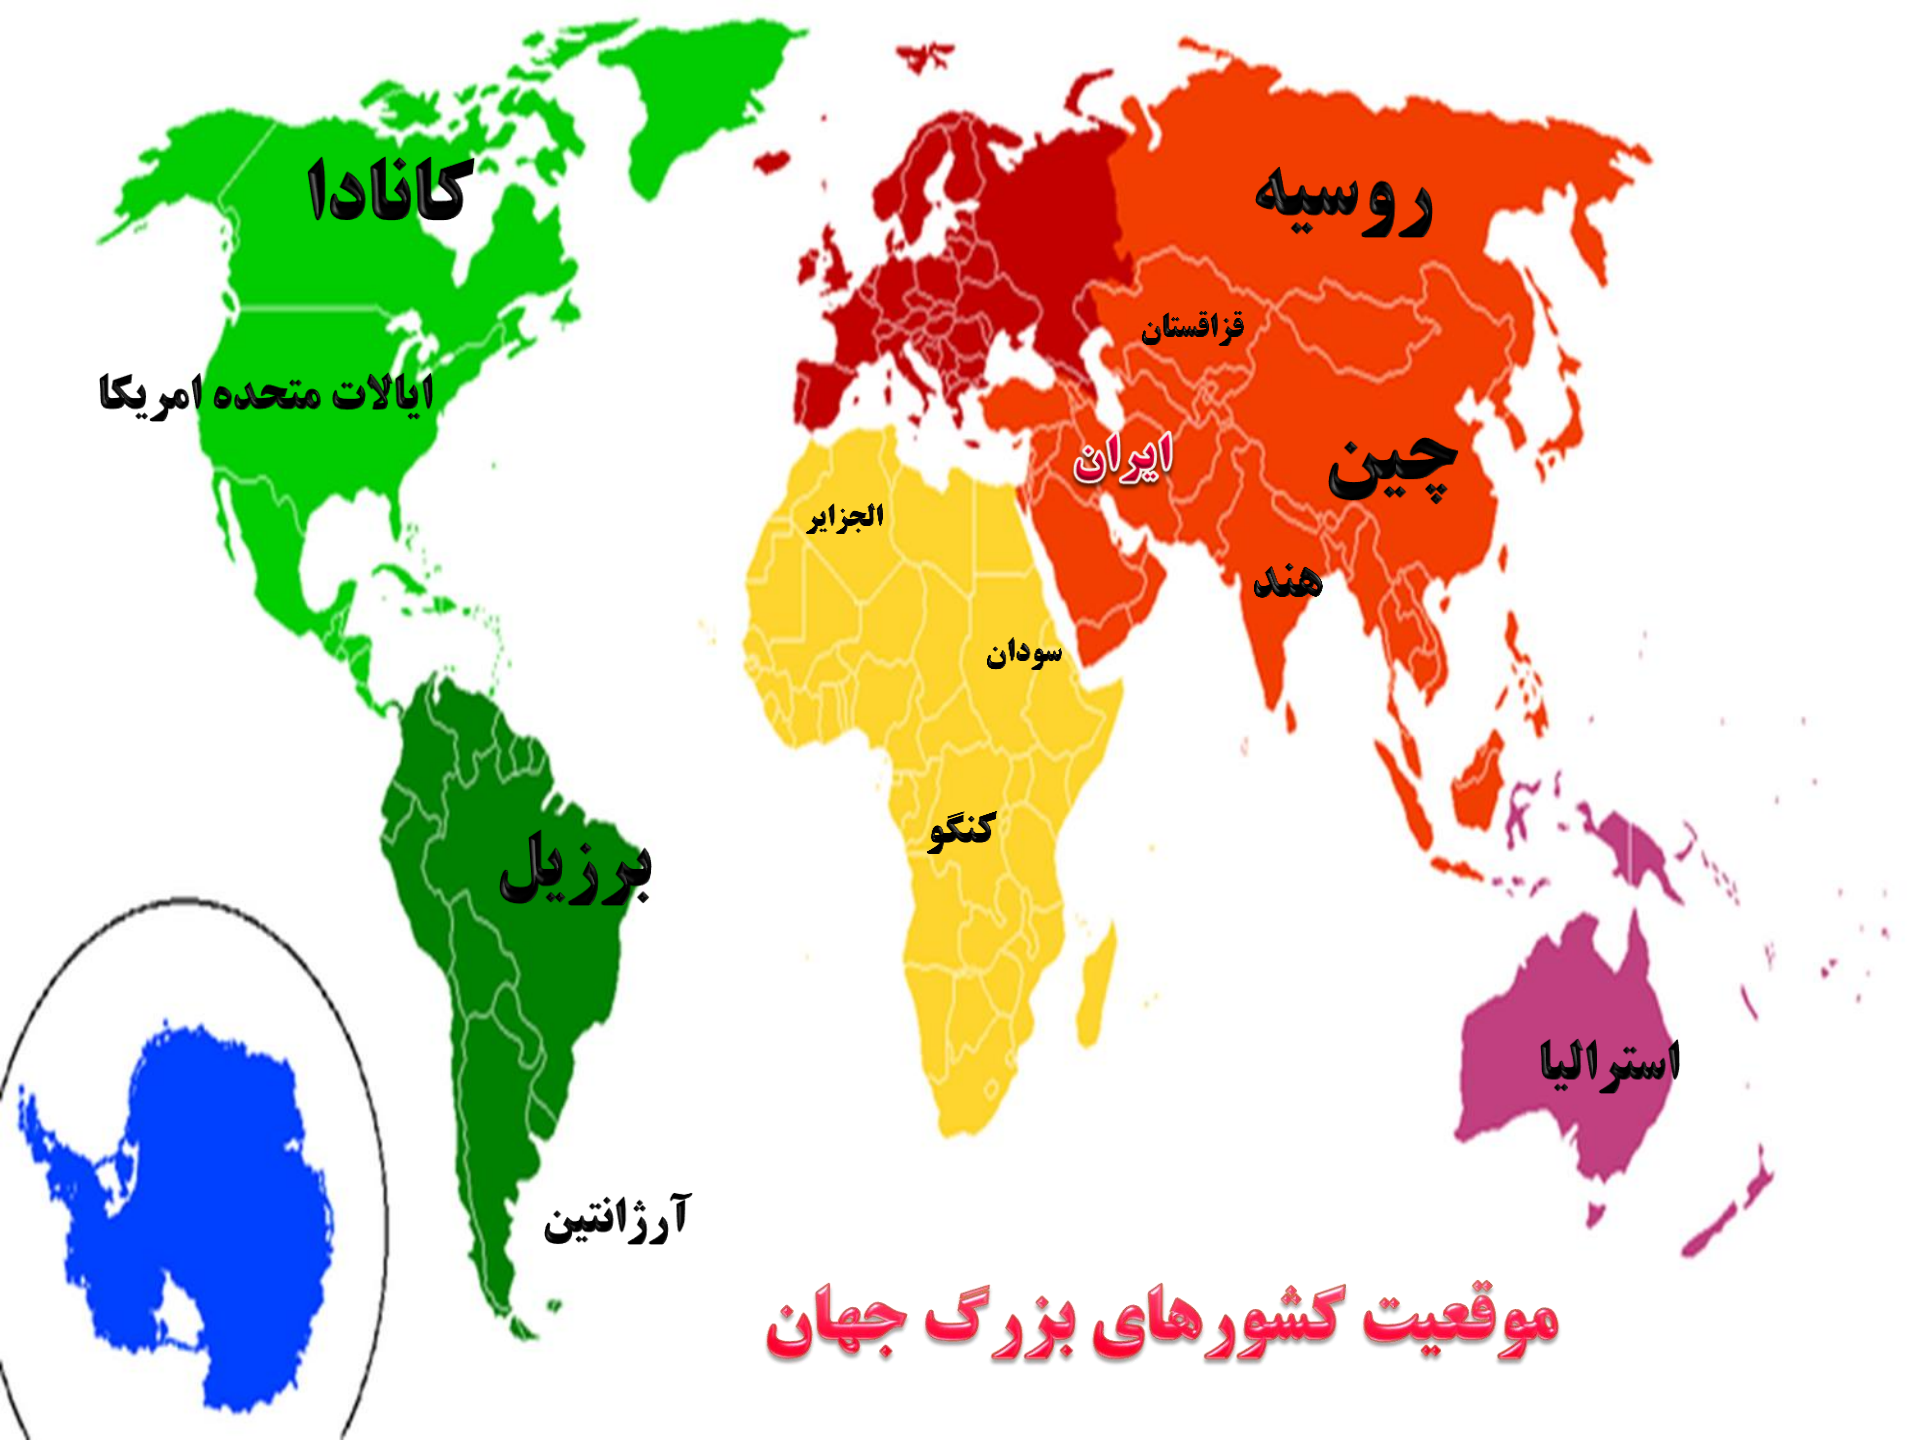 کانادا
روسیه
قزاقستان
ایالات متحده امریکا
ایران
چین
الجزایر
هند
سودان
کنگو
برزیل
استرالیا
آرژانتین
موقعیت کشورهای بزرگ جهان